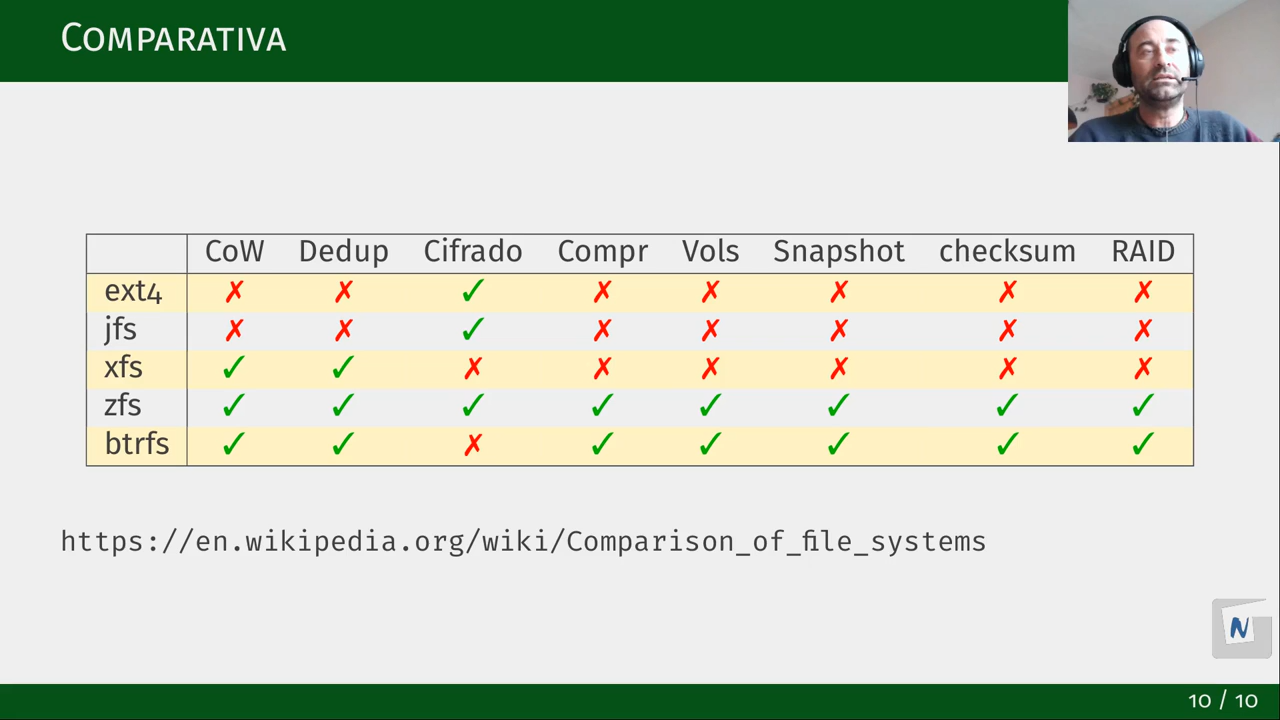 Comparativa
CoW Dedup Cifrado Compr Vols Snapshot checksum RAID
ext4 ✗ ✗ ✓ ✗ ✗ ✗ ✗ ✗
jfs ✗ ✗ ✓ ✗ ✗ ✗ ✗ ✗
xfs ✓ ✓ ✗ ✗ ✗ ✗ ✗ ✗
zfs ✓ ✓ ✓ ✓ ✓ ✓ ✓ ✓
btrfs ✓ ✓ ✗ ✓ ✓ ✓ ✓ ✓
https://en.wikipedia.org/wiki/Comparison_of_file_systems
N
10 / 10